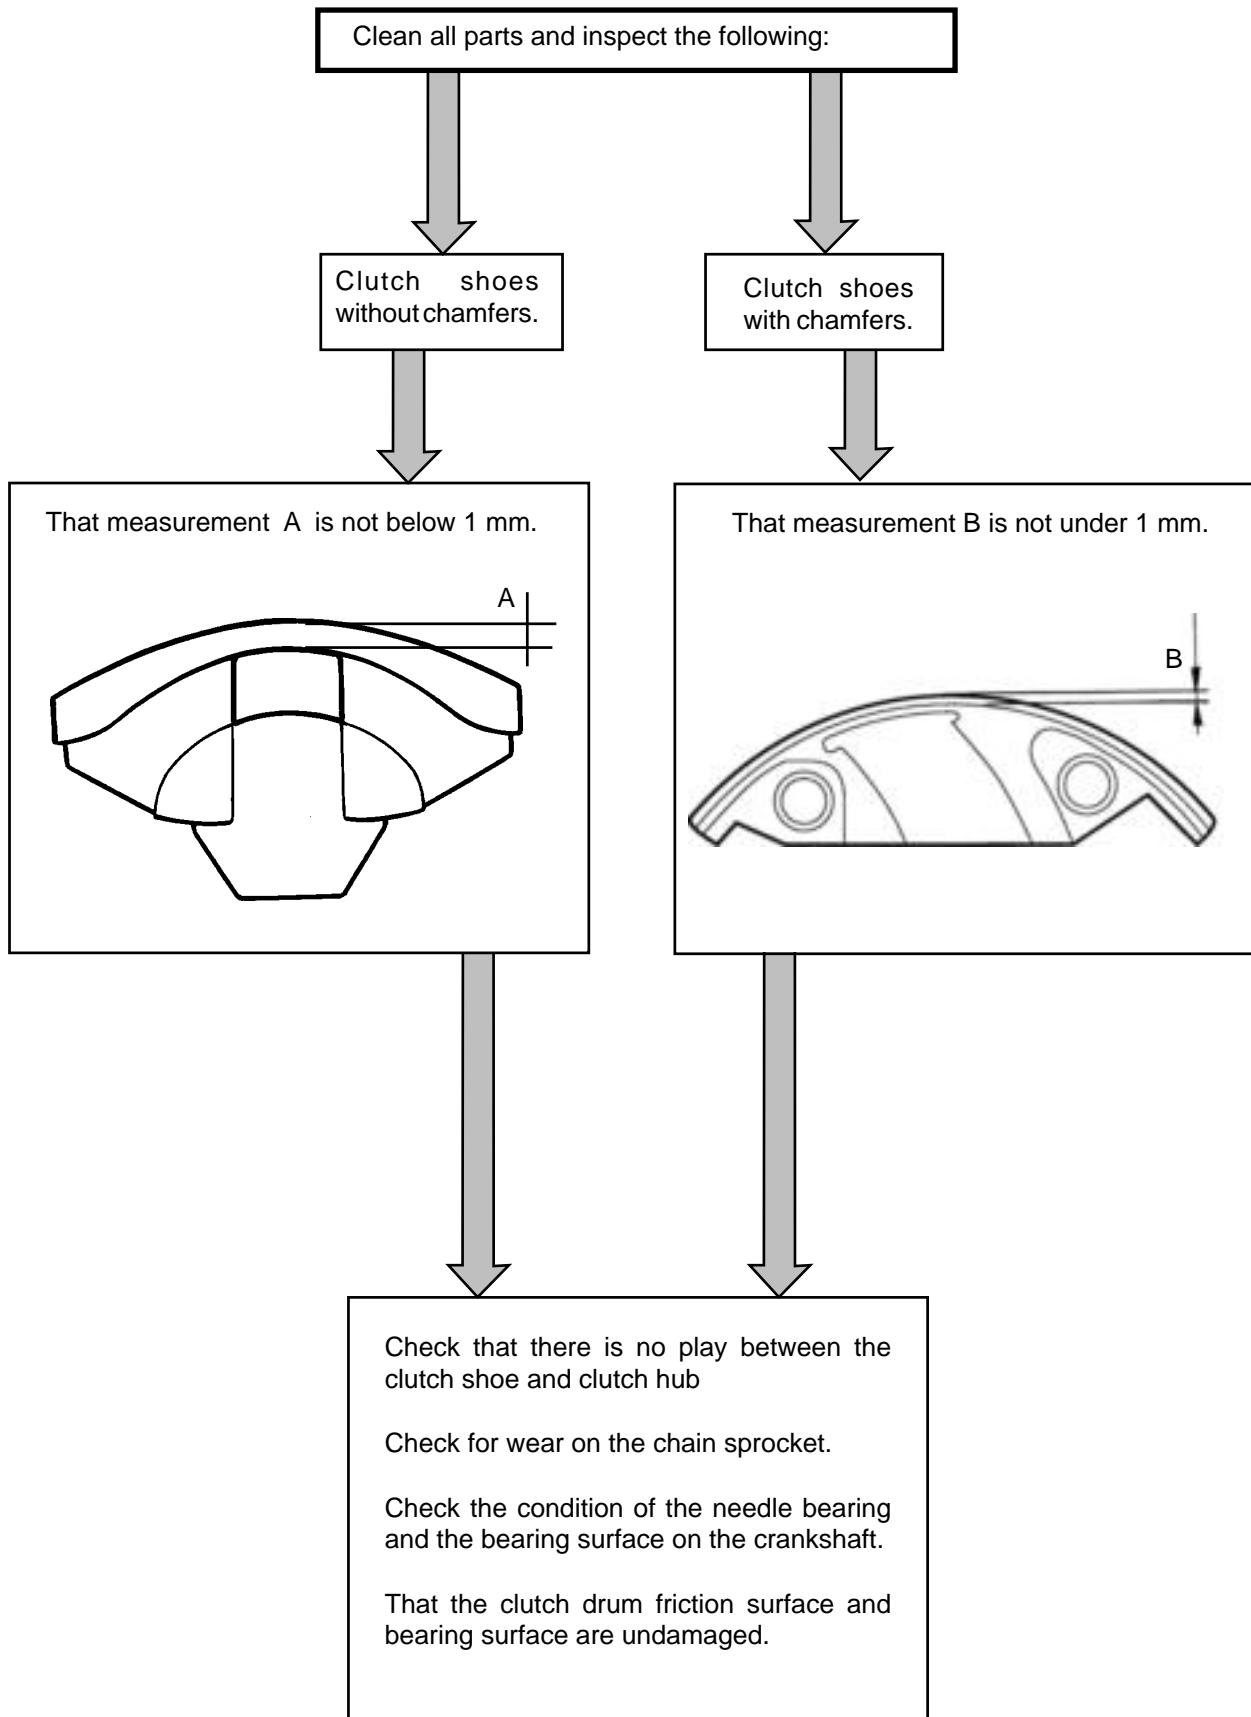 Clean all parts and inspect the following:
Clutch shoes
without chamfers.
Clutch shoes
with chamfers.
That measurement A is not below 1 mm.
A
That measurement B is not under 1 mm.
B
Check that there is no play between the
clutch shoe and clutch hub
Check for wear on the chain sprocket.
Check the condition of the needle bearing
and the bearing surface on the crankshaft.
That the clutch drum friction surface and
bearing surface are undamaged.